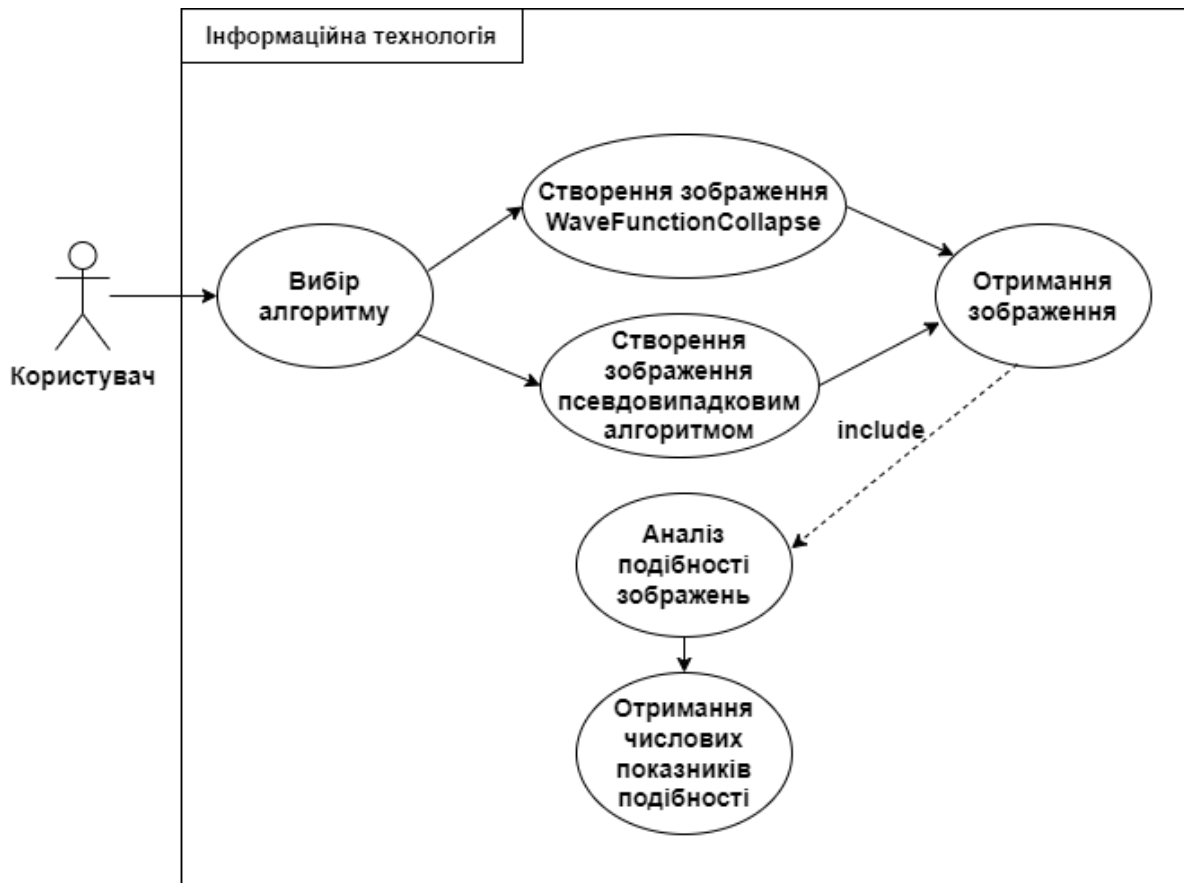 Інформаційна технологія
Створення зображення
WaveFunctionCollapse
Вибір
алгоритму
Отримання
зображення
Користувач
Створення
зображення
псевдовипадковим
алгоритмом
include
Аналіз
подібності
зображень
Отримання
числових
показників
подібності